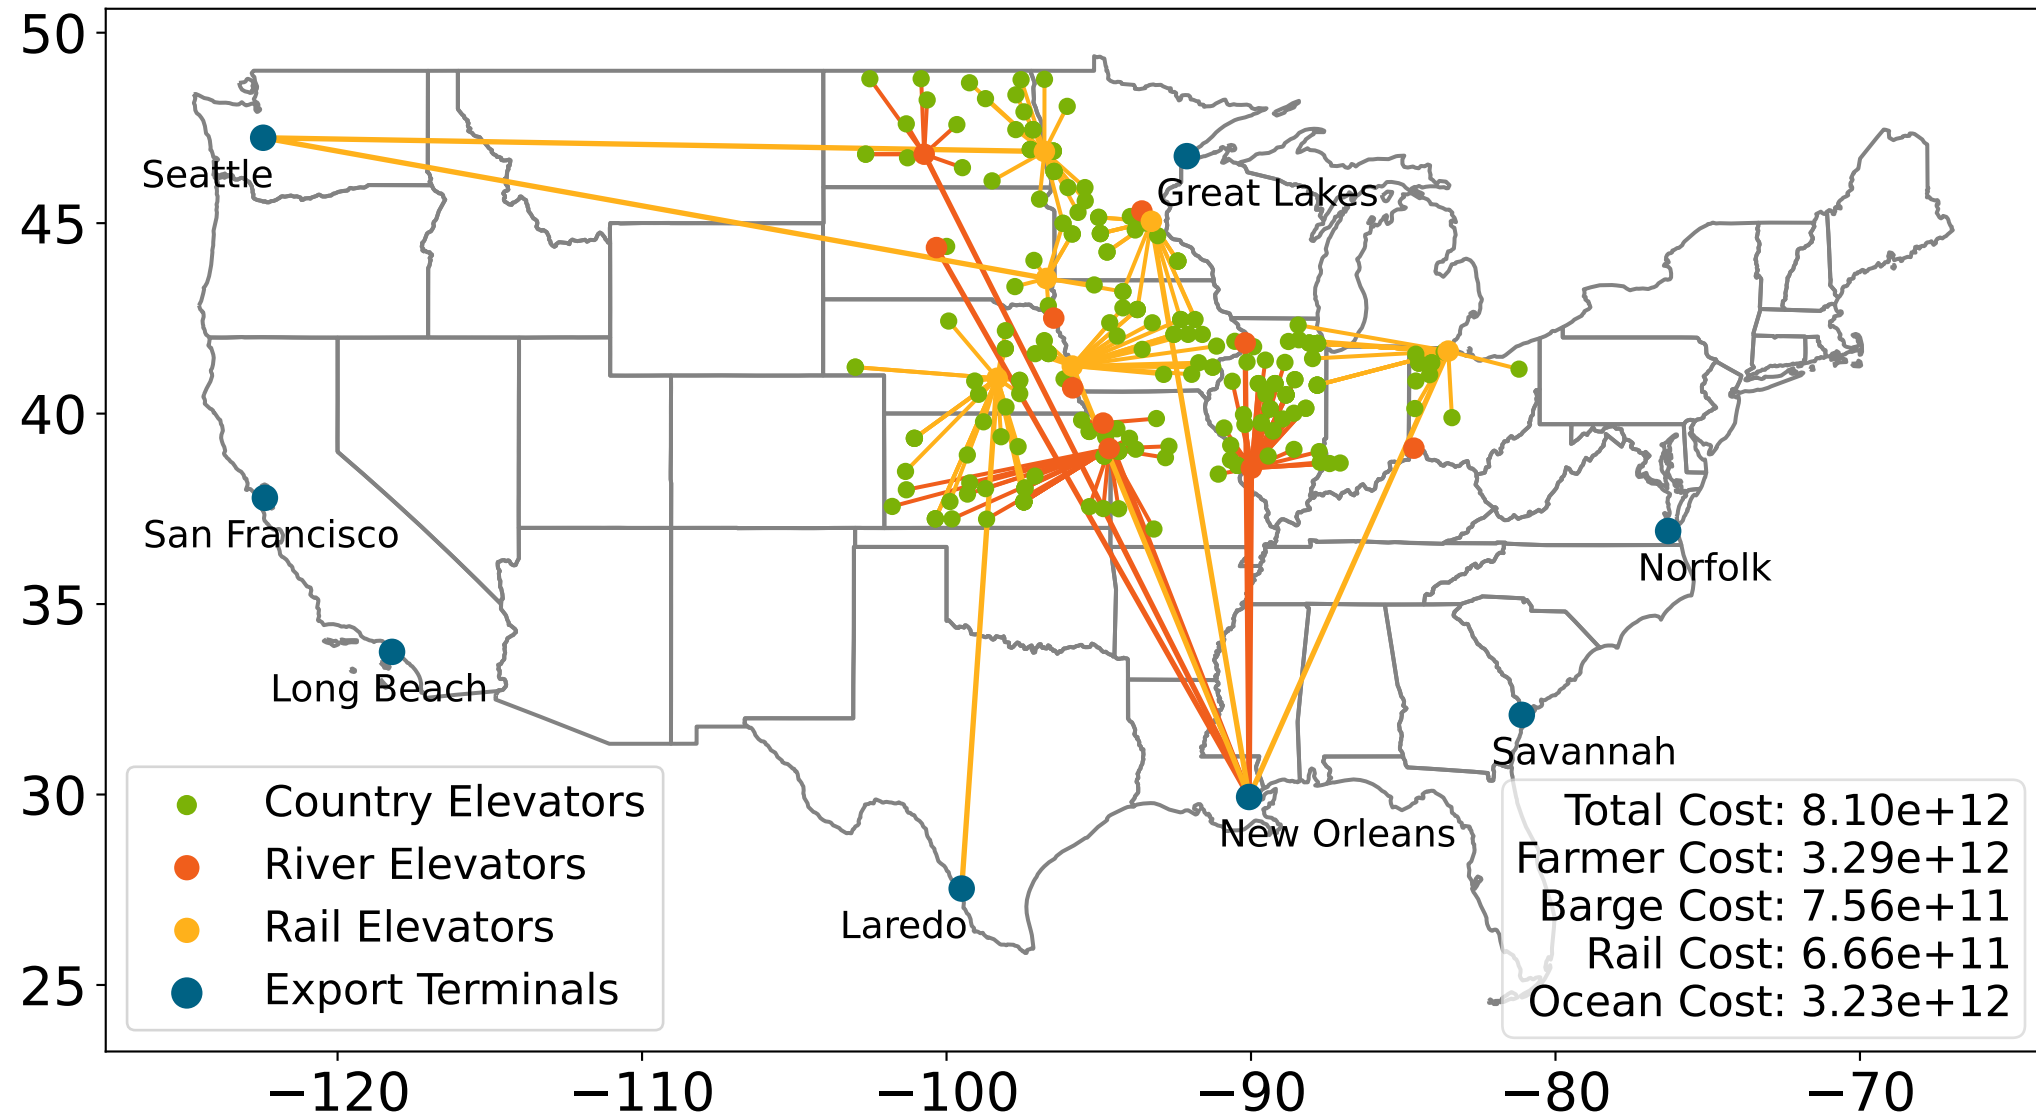 50
45
40
35
30
25
Seattle
Great Lakes
San Francisco
Norfolk
Long Beach
Savannah
New Orleans
Laredo
Country Elevators
River Elevators
Rail Elevators
Export Terminals
Total Cost: 8.10e+12
Farmer Cost: 3.29e+12
Barge Cost: 7.56e+11
Rail Cost: 6.66e+11
Ocean Cost: 3.23e+12
−120 −110 −100 −90 −80 −70